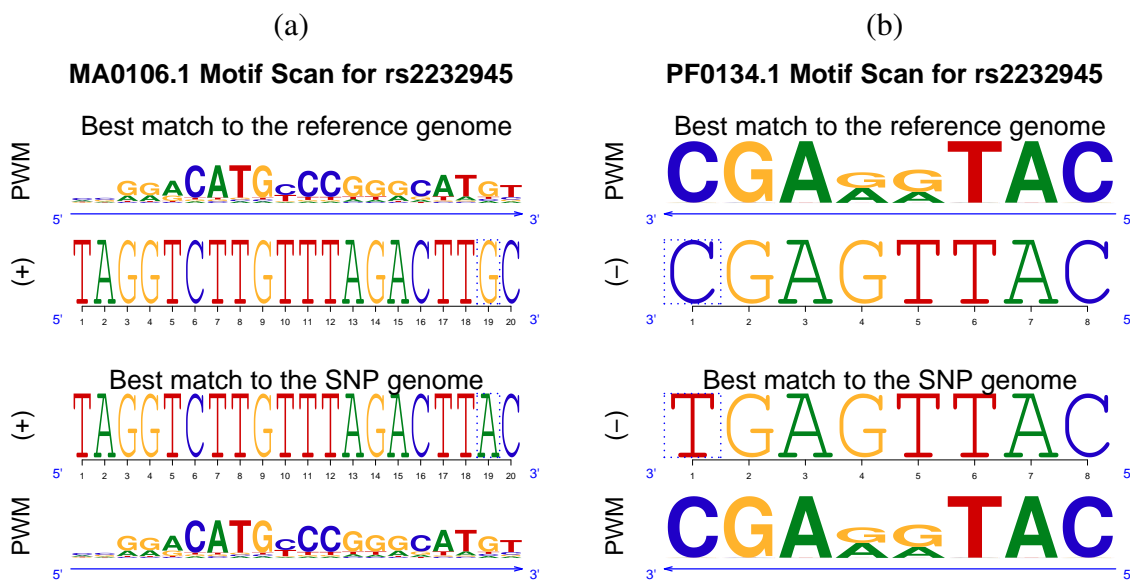 (a)
MA0106.1 Motif Scan for rs2232945
Best match to the reference genome
PWM
GGACATGCCCGGGCATGT
5' 3'
(+)
TAGGTCTTGTTTAGACTTGC
5' 3'
1 2 3 4 5 6 7 8 9 10 11 12 13 14 15 16 17 18 19 20
Best match to the SNP genome
(+)
TAGGTCTTGTTTAGACTTAC
5' 3'
1 2 3 4 5 6 7 8 9 10 11 12 13 14 15 16 17 18 19 20
PWM
GGACATGCCCGGGCATGT
5' 3'
(b)
PF0134.1 Motif Scan for rs2232945
Best match to the reference genome
PWM
CGAGGTAC
3' 5'
(−)
CGAGTTAC
3' 5'
1 2 3 4 5 6 7 8
Best match to the SNP genome
(−)
TGAGTTAC
3' 5'
1 2 3 4 5 6 7 8
PWM
CGAGGTAC
3' 5'